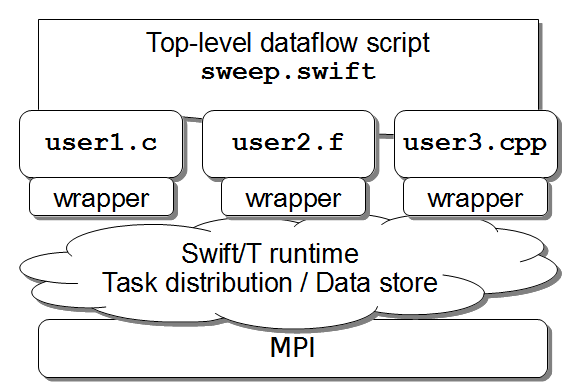 Top-level dataflow script
sweep.swift
user1.c
user2.f
user3.cpp
wrapper
wrapper
wrapper
Swift/T runtime
Task distribution / Data store
MPI